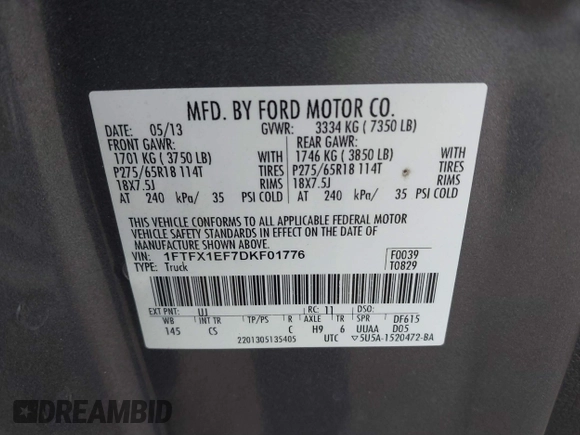 MFD. BY FORD MOTOR CO.
DATE: 05/13 GVWR: 3334 KG ( 7350 LB)
FRONT GAWR: REAR GAWR:
1701 KG ( 3750 LB) WITH 1746 KG ( 3850 LB) WITH
P275/65R18 114T TIRES P275/65R18 114T TIRES
18X7.5J RIMS 18X7.5J RIMS
AT 240 kPa/ 35 PSI COLD AT 240 kPa/ 35 PSI COLD
THIS VEHICLE CONFORMS TO ALL APPLICABLE FEDERAL MOTOR
VEHICLE SAFETY STANDARDS IN EFFECT ON THE DATE OF
MANUFACTURE SHOWN ABOVE.
VIN: 1FTFX1EF7DKF01776 F0039
TYPE: Truck T0829
EXT PNT: UJ RC: 11 DF615
WB INT TR TP/PS R AXLE TR SPR D05
145 CS C H9 6 UUAA
2201305135405 UTC ▽5U5A-1520472-BA
DREAMBID